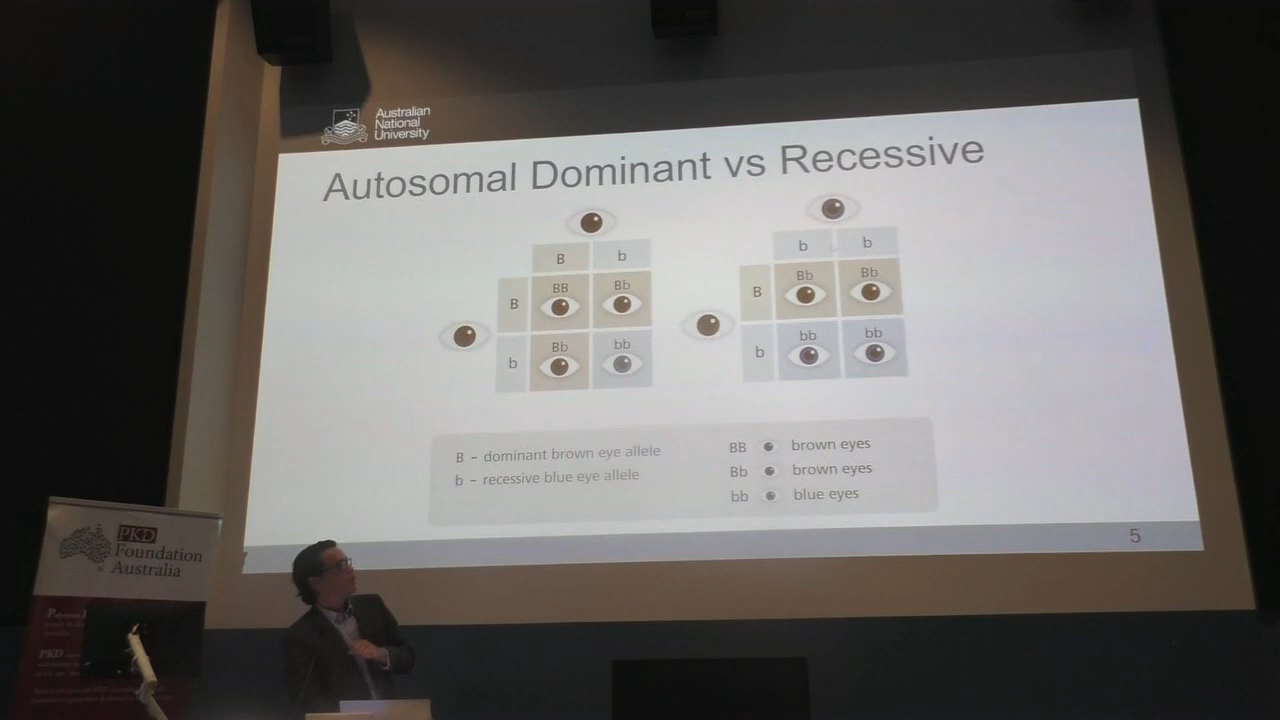 Australian
National
University
Autosomal Dominant vs Recessive
B b
B BB Bb
b Bb bb
b b
B Bb Bb
b bb bb
B – dominant brown eye allele
b – recessive blue eye allele
BB brown eyes
Bb brown eyes
bb blue eyes
5
PKD
Foundation
Australia
PKD